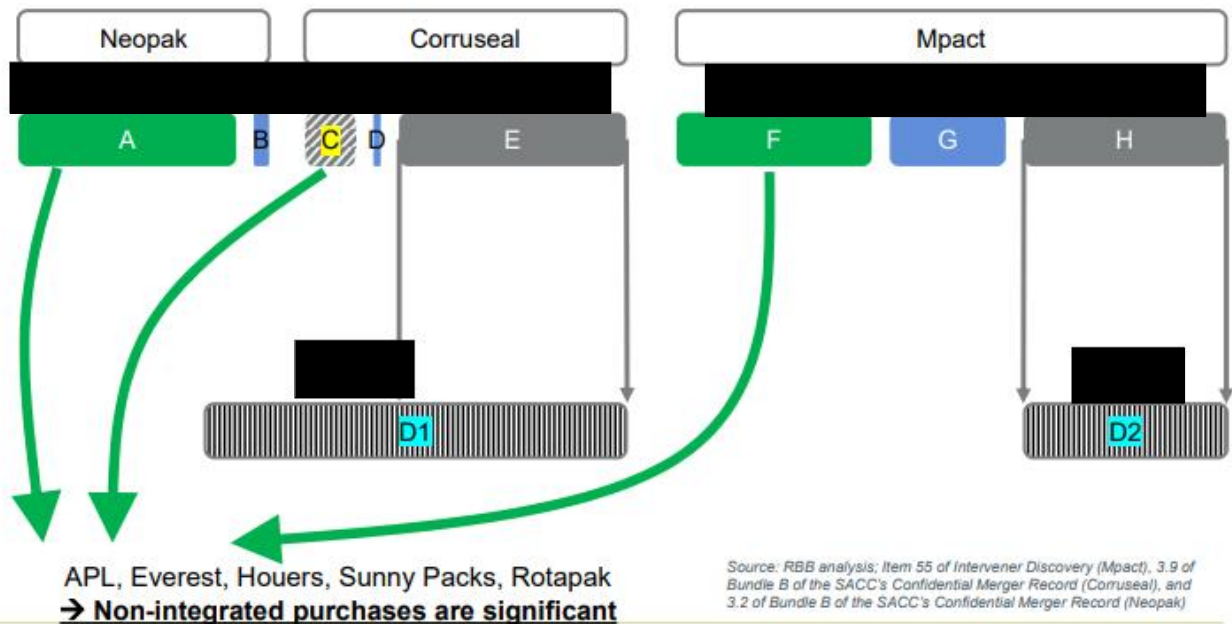 Neopak Corruseal Mpact
A B C D E F G H
D1 D2
APL, Everest, Houers, Sunny Packs, Rotapak
→ Non-integrated purchases are significant
Source: RBB analysis; Item 55 of Intervener Discovery (Mpact), 3.9 of
Bundle B of the SACC's Confidential Merger Record (Corruseal), and
3.2 of Bundle B of the SACC's Confidential Merger Record (Neopak)